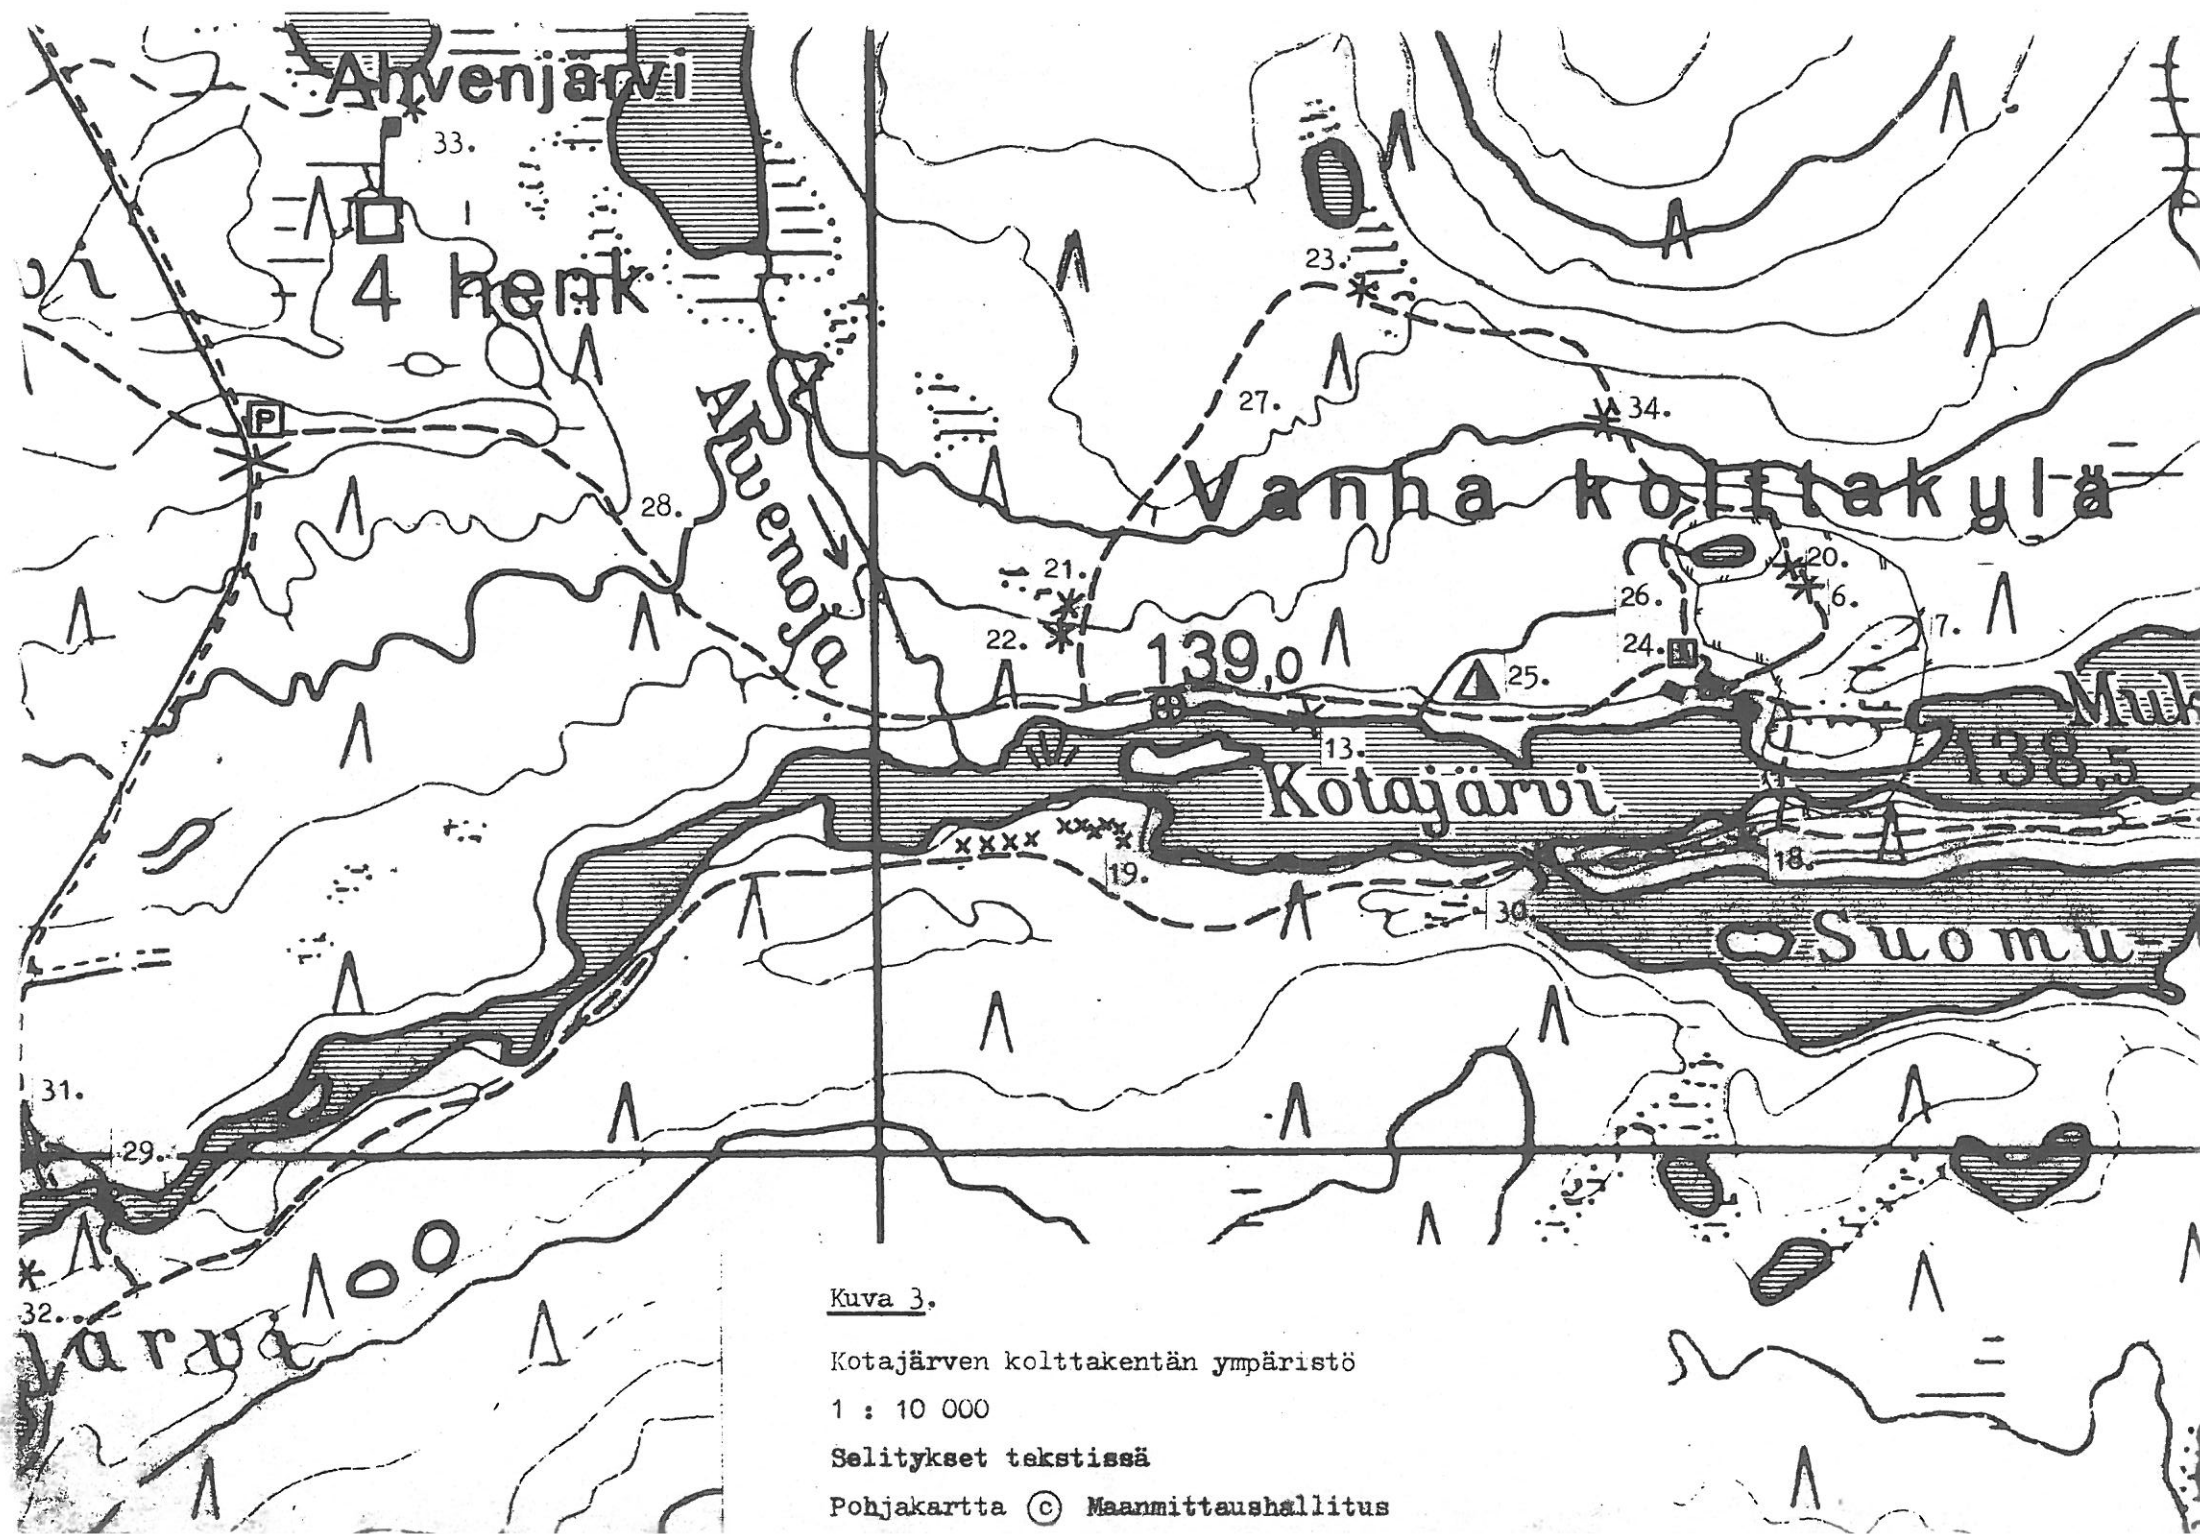 Ahvenjärvi
33.
4 henk
P
28.
Ahvenoja
23.
27.
34.
Vanha kolttakylä
21.
22.
20.
6.
26.
7.
24.
25.
139,0
13.
Muk
138,5
Kotajärvi
18.
19.
30.
Suomu
31.
29.
32.
järvi
Kuva 3.
Kotajärven kolttakentän ympäristö
1 : 10 000
Selitykset tekstissä
Pohjakartta © Maanmittaushallitus